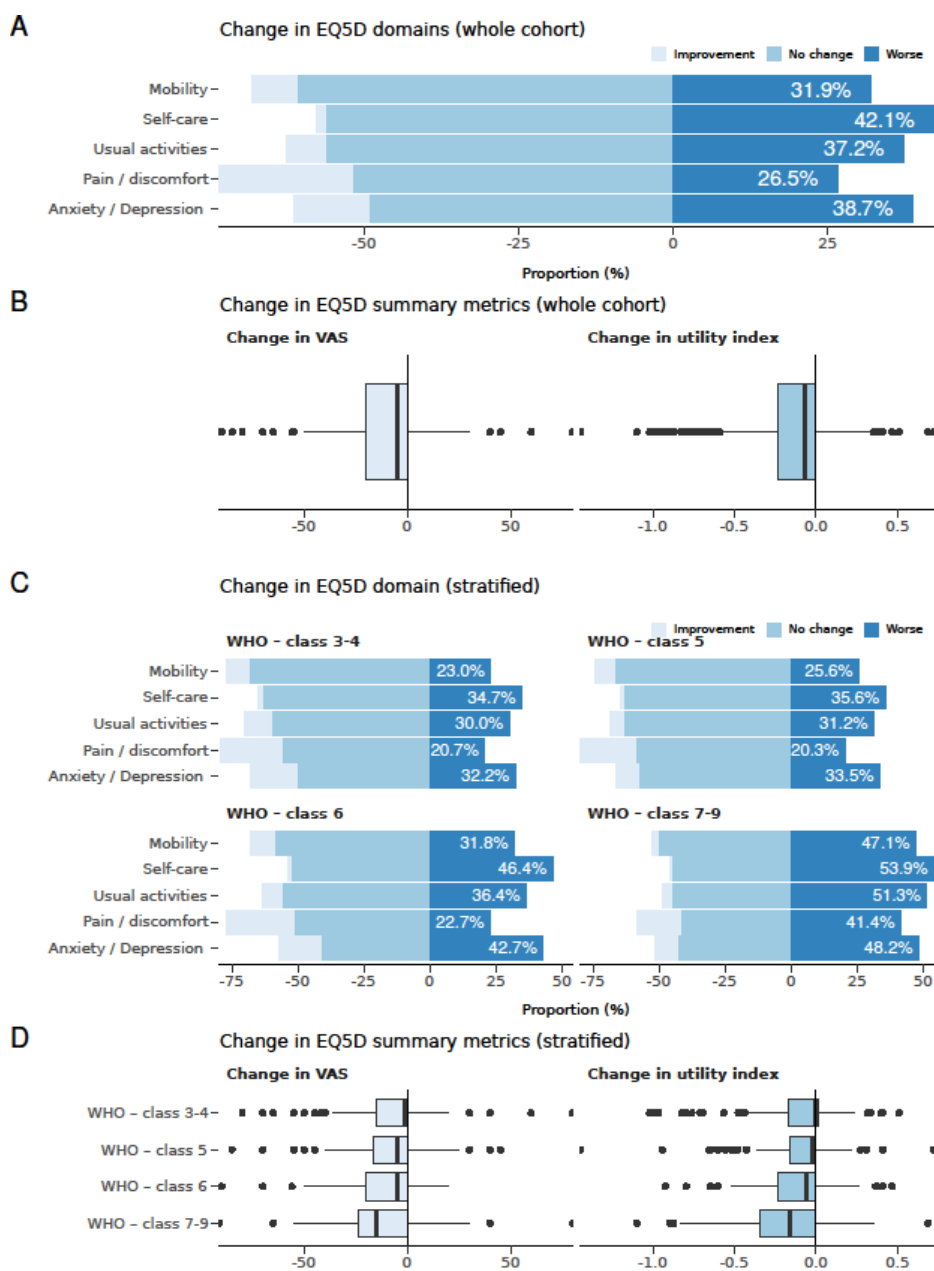 A
Change in EQ5D domains (whole cohort)
Improvement No change Worse
Mobility 31.9%
Self-care 42.1%
Usual activities 37.2%
Pain / discomfort 26.5%
Anxiety / Depression 38.7%
-50 -25 0 25
Proportion (%)
B
Change in EQ5D summary metrics (whole cohort)
Change in VAS Change in utility index
-50 0 50 -1.0 -0.5 0.0 0.5
C
Change in EQ5D domain (stratified)
Improvement No change Worse
WHO – class 3-4 WHO – class 5
Mobility 23.0% 25.6%
Self-care 34.7% 35.6%
Usual activities 30.0% 31.2%
Pain / discomfort 20.7% 20.3%
Anxiety / Depression 32.2% 33.5%
WHO – class 6 WHO – class 7-9
Mobility 31.8% 47.1%
Self-care 46.4% 53.9%
Usual activities 36.4% 51.3%
Pain / discomfort 22.7% 41.4%
Anxiety / Depression 42.7% 48.2%
-75 -50 -25 0 25 50 -75 -50 -25 0 25 50
Proportion (%)
D
Change in EQ5D summary metrics (stratified)
Change in VAS Change in utility index
WHO – class 3-4
WHO – class 5
WHO – class 6
WHO – class 7-9
-50 0 50 -1.0 -0.5 0.0 0.5